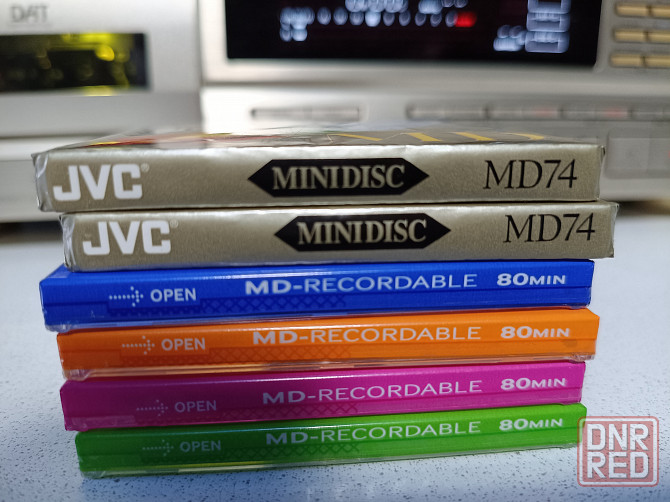 DAT
JVC MINIDISC MD74
JVC MINIDISC MD74
OPEN MD-RECORDABLE 80MIN
OPEN MD-RECORDABLE 80MIN
OPEN MD-RECORDABLE 80MIN
OPEN MD-RECORDABLE 80MIN
DNR
RED